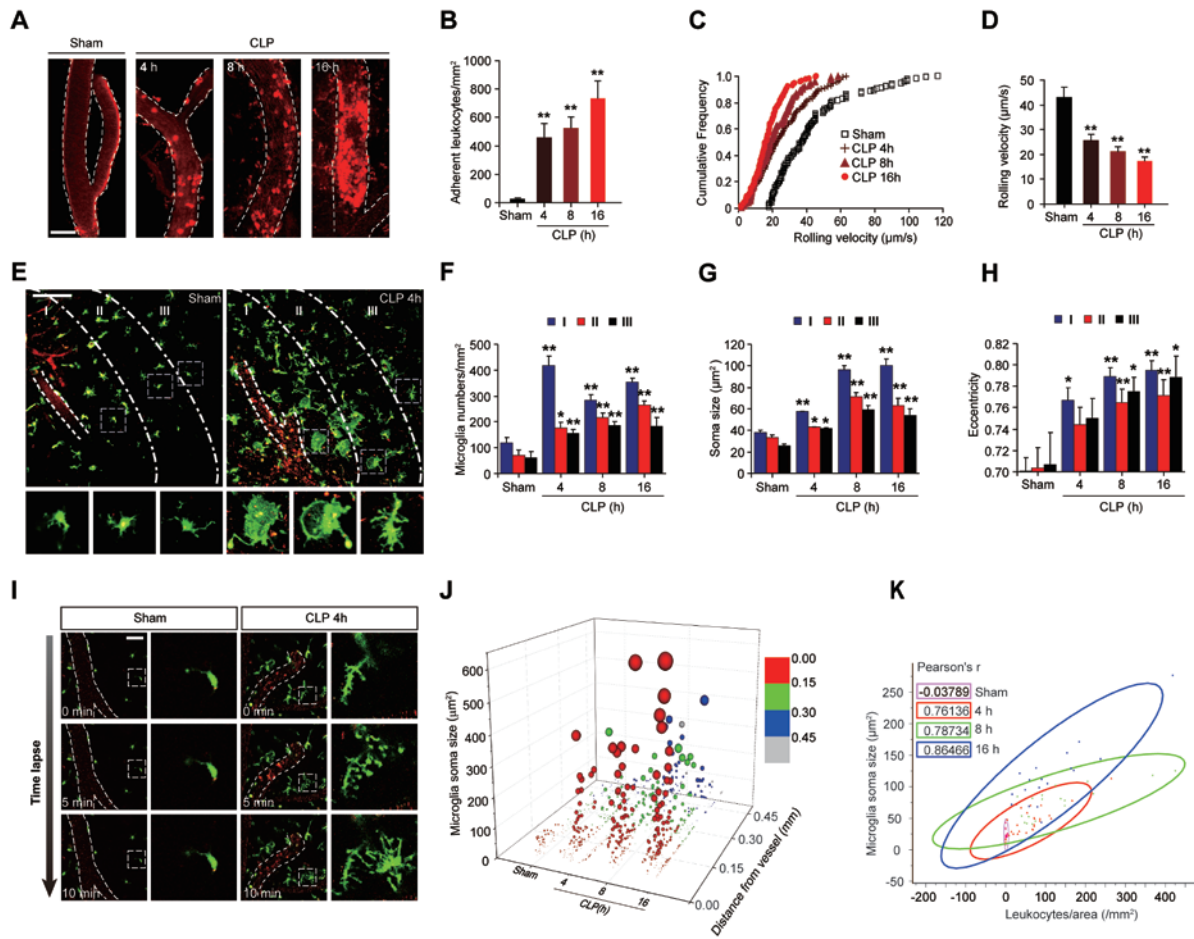 A
Sham
CLP
4 h
8 h
16 h
B
Adherent leukocytes/mm²
1000
800
600
400
200
0
**
**
**
Sham
4
8
16
CLP (h)
C
Cumulative Frequency
1.0
0.8
0.6
0.4
0.2
0
Sham
CLP 4h
CLP 8h
CLP 16h
0
20
40
60
80
100
120
Rolling velocity (µm/s)
D
Rolling velocity (µm/s)
50
40
30
20
10
0
**
**
**
Sham
4
8
16
CLP (h)
E
Sham
I
II
III
CLP 4h
I
II
III
F
I
II
III
Microglia numbers/mm²
500
400
300
200
100
0
**
*
**
**
**
**
**
**
**
Sham
4
8
16
CLP (h)
G
I
II
III
Soma size (µm²)
120
100
80
60
40
20
0
**
*
*
**
**
**
**
**
**
Sham
4
8
16
CLP (h)
H
I
II
III
Eccentricity
0.82
0.80
0.78
0.76
0.74
0.72
0.70
*
**
**
*
**
**
*
Sham
4
8
16
CLP (h)
I
Sham
CLP 4h
Time lapse
0 min
0 min
5 min
5 min
10 min
10 min
J
Microglia soma size (µm²)
600
500
400
300
200
100
0
Sham
4
8
16
CLP(h)
0.00
0.15
0.30
0.45
Distance from vessel (mm)
0.00
0.15
0.30
0.45
K
Pearson's r
-0.03789 Sham
0.76136 4 h
0.78734 8 h
0.86466 16 h
Microglia soma size (µm²)
250
200
150
100
50
0
-200
-100
0
100
200
300
400
Leukocytes/area (/mm²)